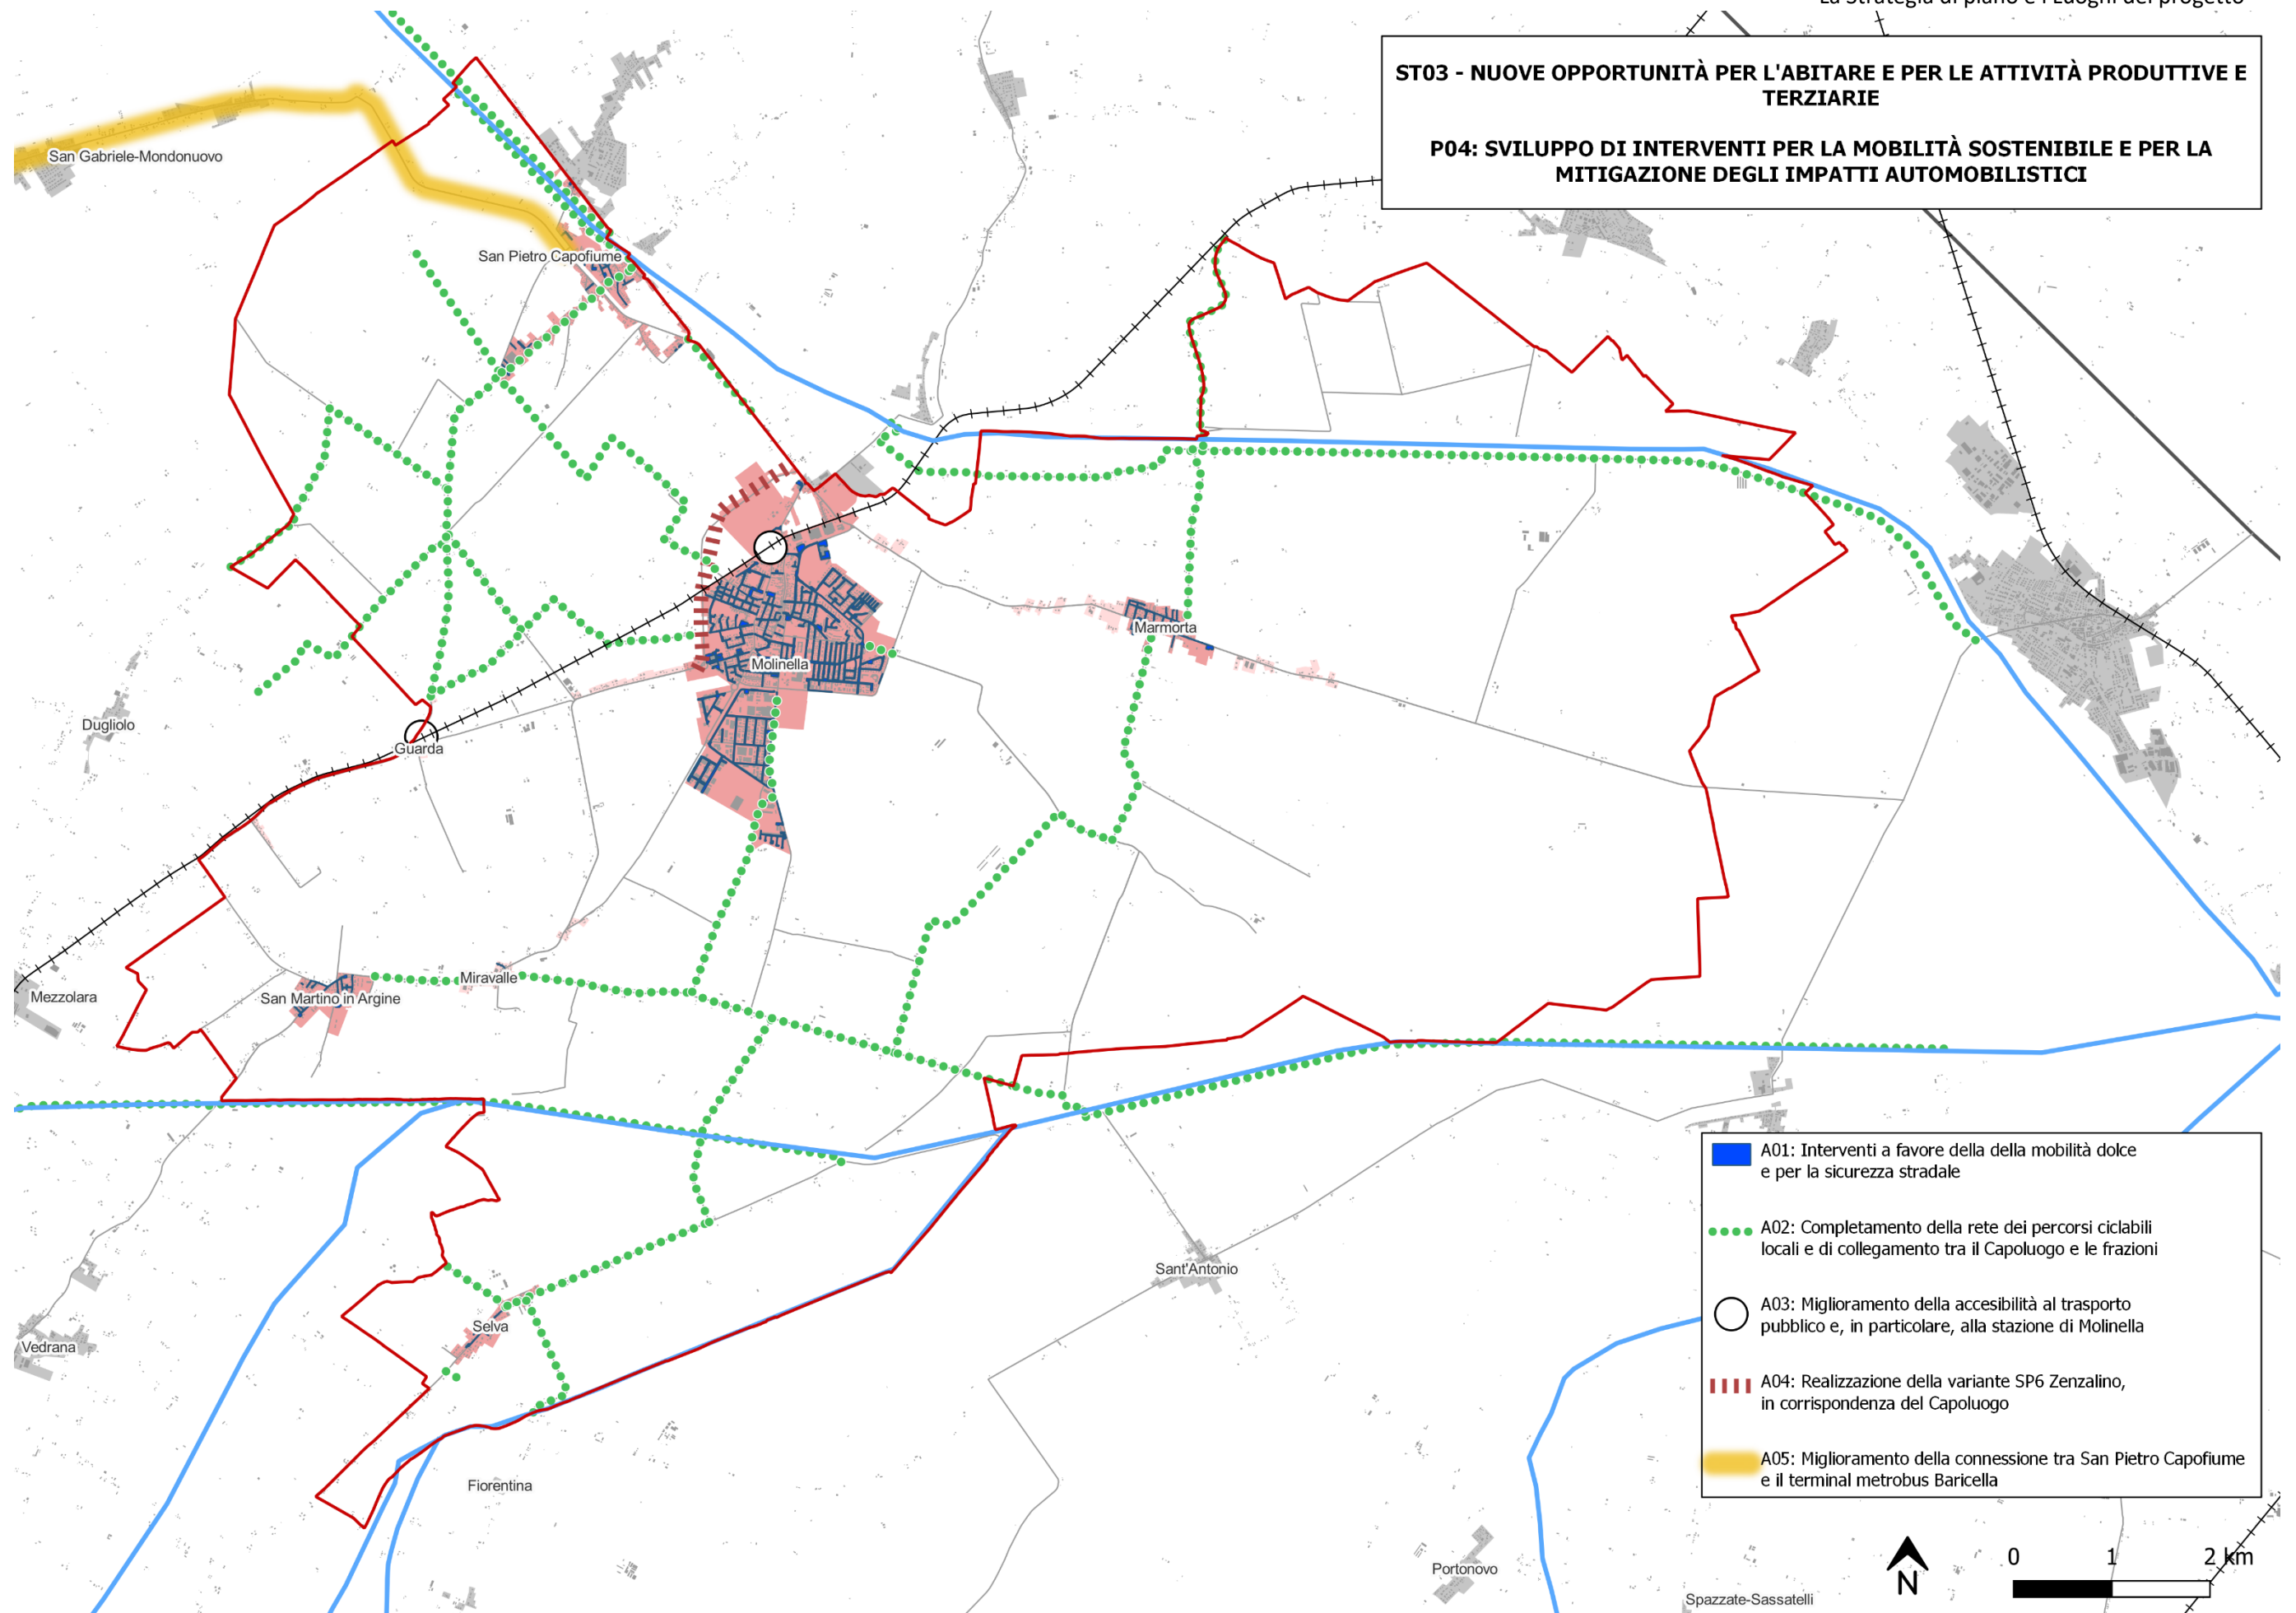 La Strategia di piano e i Luoghi del progetto
ST03 - NUOVE OPPORTUNITÀ PER L'ABITARE E PER LE ATTIVITÀ PRODUTTIVE E
TERZIARIE
P04: SVILUPPO DI INTERVENTI PER LA MOBILITÀ SOSTENIBILE E PER LA
MITIGAZIONE DEGLI IMPATTI AUTOMOBILISTICI
San Gabriele-Mondonuovo
San Pietro Capofiume
Marmorta
Molinella
Dugliolo
Guarda
Miravalle
Mezzolara
San Martino in Argine
Sant'Antonio
Selva
Vedrana
Fiorentina
Portonovo
Spazzate-Sassatelli
A01: Interventi a favore della della mobilità dolce
e per la sicurezza stradale
A02: Completamento della rete dei percorsi ciclabili
locali e di collegamento tra il Capoluogo e le frazioni
A03: Miglioramento della accesibilità al trasporto
pubblico e, in particolare, alla stazione di Molinella
A04: Realizzazione della variante SP6 Zenzalino,
in corrispondenza del Capoluogo
A05: Miglioramento della connessione tra San Pietro Capofiume
e il terminal metrobus Baricella
N
0 1 2 km